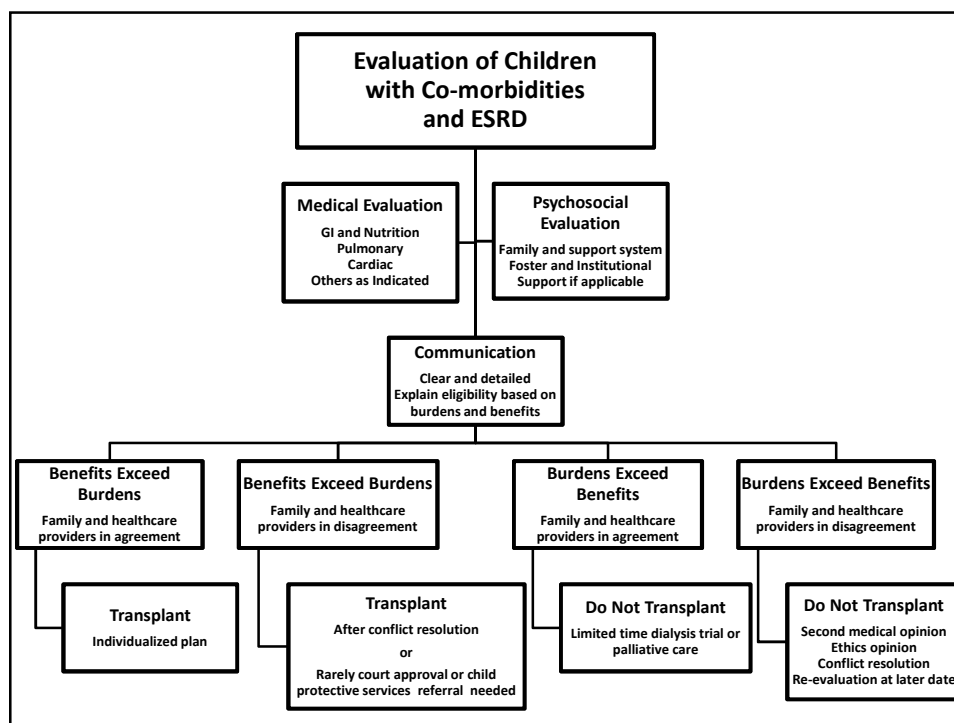 Evaluation of Children
with Co-morbidities
and ESRD
Medical Evaluation
GI and Nutrition
Pulmonary
Cardiac
Others as Indicated
Psychosocial
Evaluation
Family and support system
Foster and Institutional
Support if applicable
Communication
Clear and detailed
Explain eligibility based on
burdens and benefits
Benefits Exceed
Burdens
Family and healthcare
providers in agreement
Benefits Exceed Burdens
Family and healthcare
providers in disagreement
Burdens Exceed
Benefits
Family and healthcare
providers in agreement
Burdens Exceed Benefits
Family and healthcare
providers in disagreement
Transplant
Individualized plan
Transplant
After conflict resolution
or
Rarely court approval or child
protective services referral needed
Do Not Transplant
Limited time dialysis trial or
palliative care
Do Not Transplant
Second medical opinion
Ethics opinion
Conflict resolution
Re-evaluation at later date